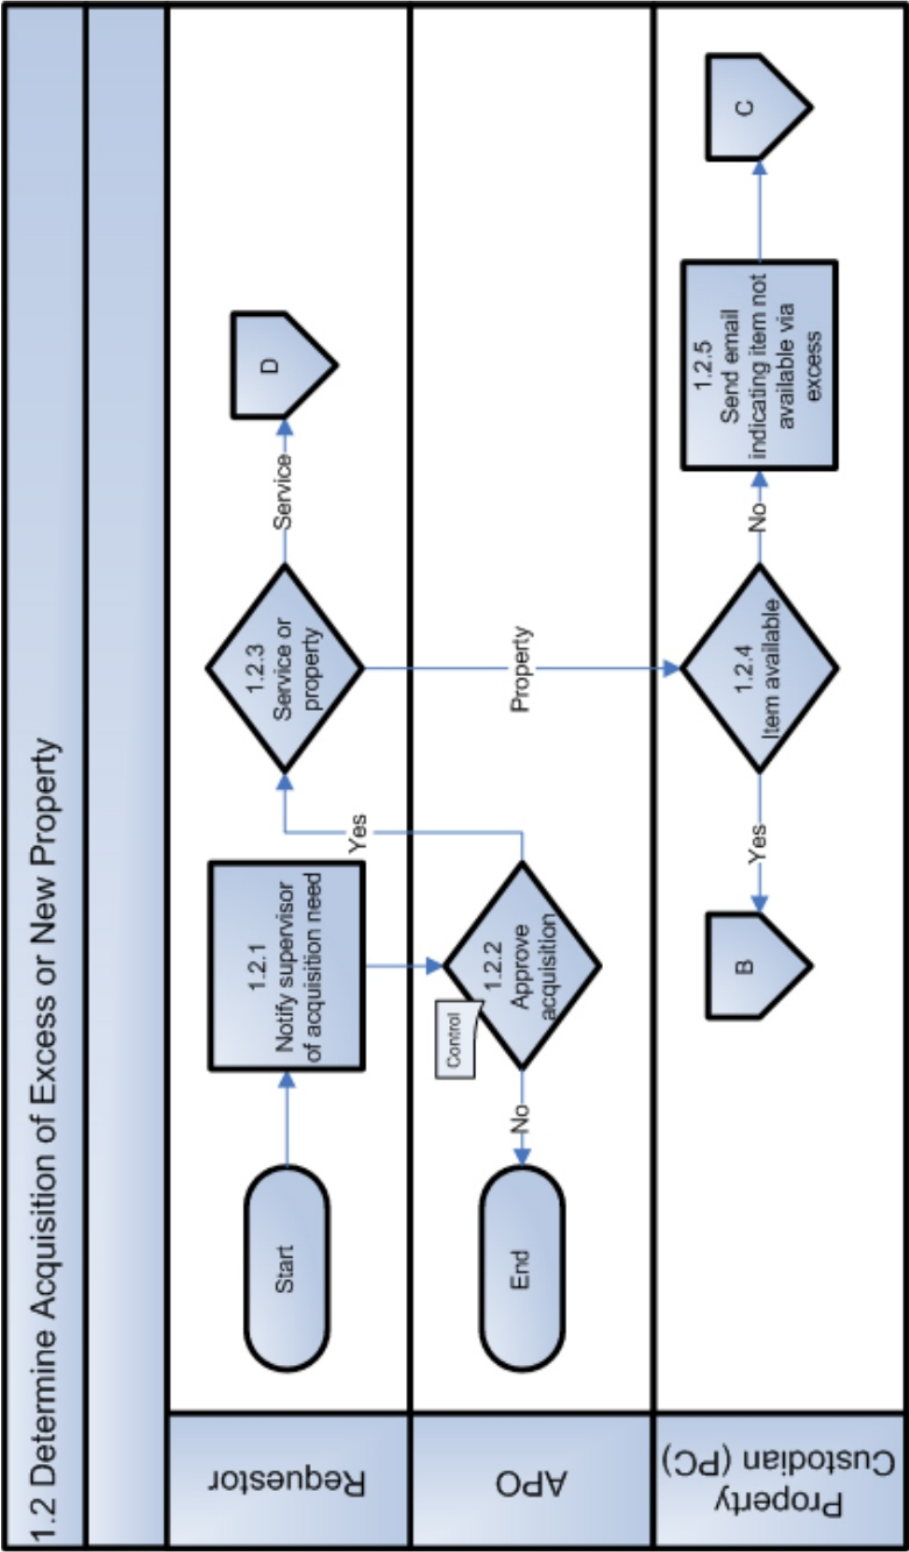 1.2 Determine Acquisition of Excess or New Property
Requestor
Start
1.2.1
Notify supervisor
of acquisition need
Yes
1.2.3
Service or
property
Service
D
APO
End
No
Control
1.2.2
Approve
acquisition
Property
Property
Custodian (PC)
B
Yes
1.2.4
Item available
No
1.2.5
Send email
indicating item not
available via
excess
C